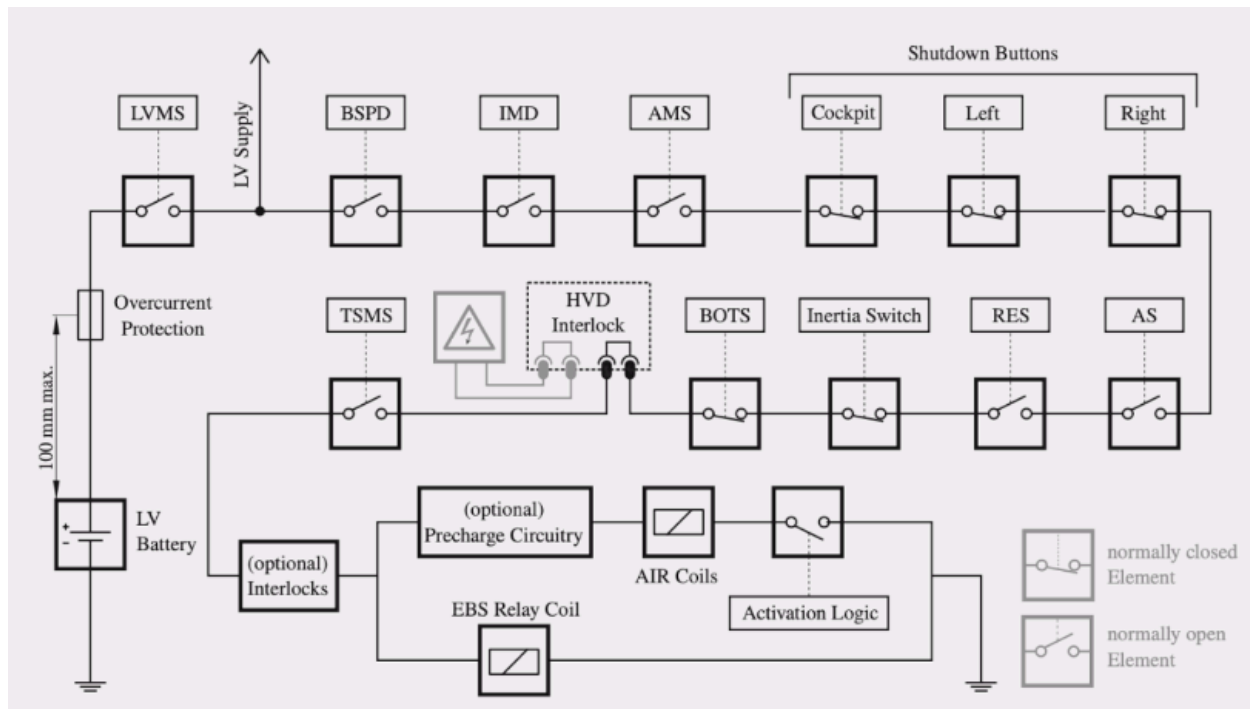 Shutdown Buttons
LVMS
LV Supply
BSPD
IMD
AMS
Cockpit
Left
Right
Overcurrent
Protection
TSMS
HVD
Interlock
BOTS
Inertia Switch
RES
AS
100 mm max.
+
-
LV
Battery
(optional)
Interlocks
(optional)
Precharge Circuitry
AIR Coils
Activation Logic
EBS Relay Coil
normally closed
Element
normally open
Element